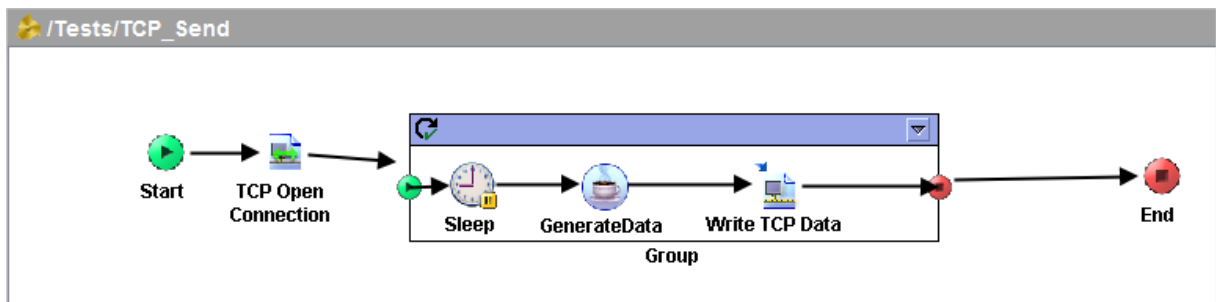 /Tests/TCP_Send
Start
TCP Open
Connection
Sleep
GenerateData
Write TCP Data
Group
End